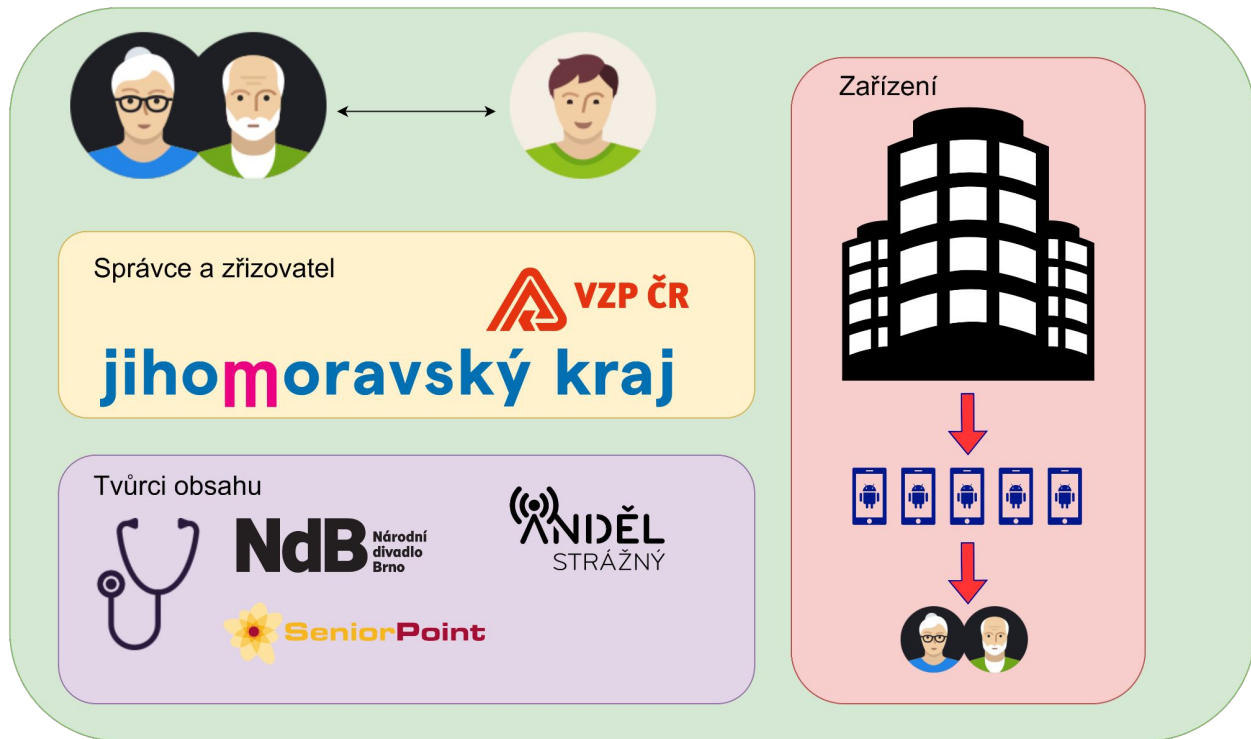 Zařízení
Správce a zřizovatel
VZP ČR
jihomoravský kraj
Tvůrci obsahu
NdB Národní
divadlo
Brno
ANDĚL
STRÁŽNÝ
SeniorPoint